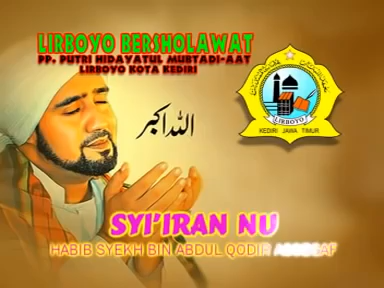 LIRBOYO BERSHOLAWAT
PP. PUTRI HIDAYATUL MUBTADI-AAT
LIRBOYO KOTA KEDIRI
الله اكبر
LIRBOYO
KEDIRI JAWA TIMUR
SYI'IRAN NU
HABIB SYEKH BIN ABDUL QODIR ASSEGAF